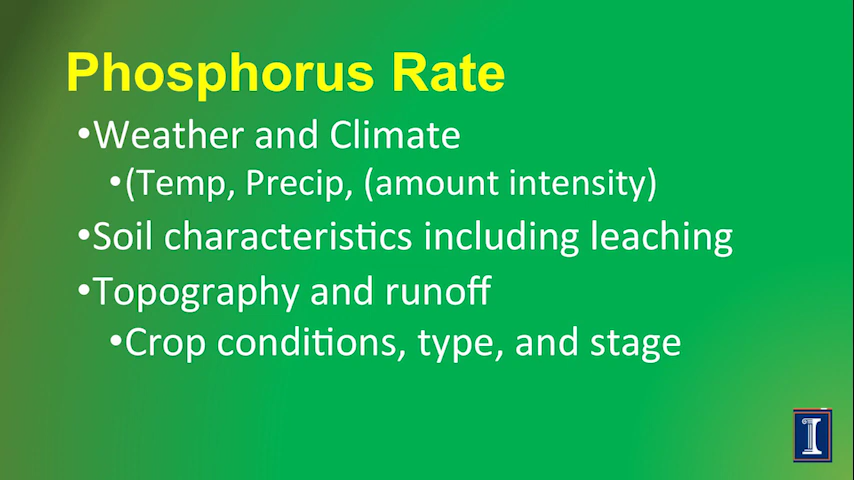 Phosphorus Rate
•Weather and Climate
•(Temp, Precip, (amount intensity)
•Soil characteristics including leaching
•Topography and runoff
•Crop conditions, type, and stage
I